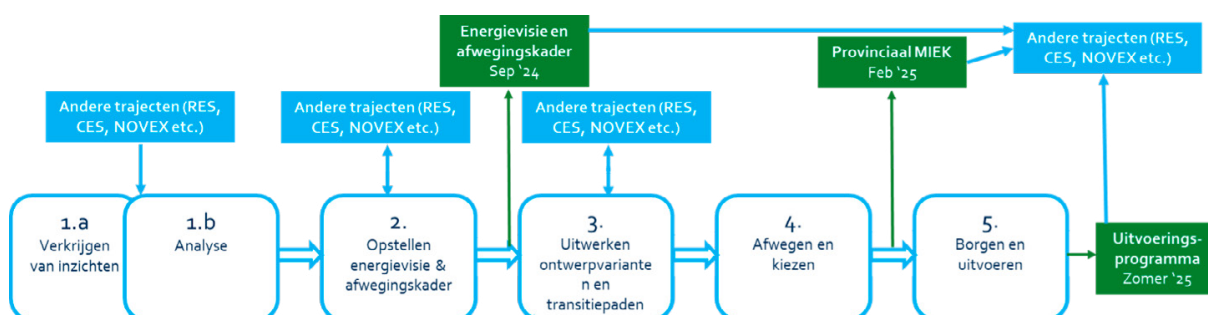 Energievisie en
afwegingskader
Sep ‘24
Provinciaal MIEK
Feb ‘25
Andere trajecten (RES,
CES, NOVEX etc.)
Andere trajecten (RES,
CES, NOVEX etc.)
Andere trajecten (RES,
CES, NOVEX etc.)
Andere trajecten (RES,
CES, NOVEX etc.)
1.a
Verkrijgen
van inzichten
1.b
Analyse
2.
Opstellen
energievisie &
afwegingskader
3.
Uitwerken
ontwerpvariante
n en
transitiepaden
4.
Afwegen en
kiezen
5.
Borgen en
uitvoeren
Uitvoerings-
programma
Zomer ‘25